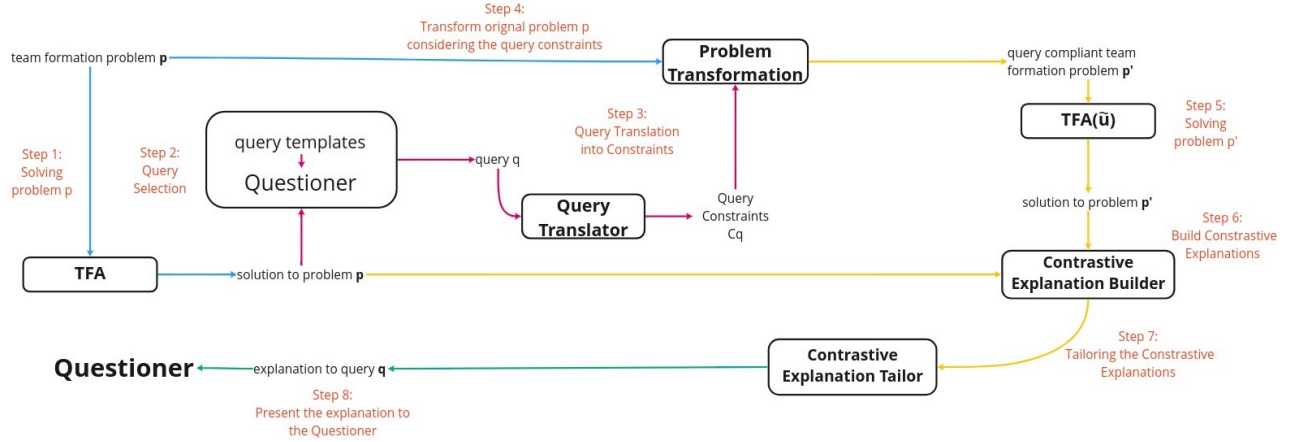 Step 4:
Transform orignal problem p
considering the query constraints
team formation problem p
Problem
Transformation
query compliant team
formation problem p'
Step 1:
Solving
problem p
Step 2:
Query
Selection
query templates
Questioner
query q
Step 3:
Query Translation
into Constraints
Query
Translator
Query
Constraints
Cq
TFA(ũ)
Step 5:
Solving
problem p'
solution to problem p'
Step 6:
Build Constrastive
Explanations
TFA
solution to problem p
Contrastive
Explanation Builder
Step 7:
Tailoring the Constrastive
Explanations
Contrastive
Explanation Tailor
explanation to query q
Questioner
Step 8:
Present the explanation to
the Questioner